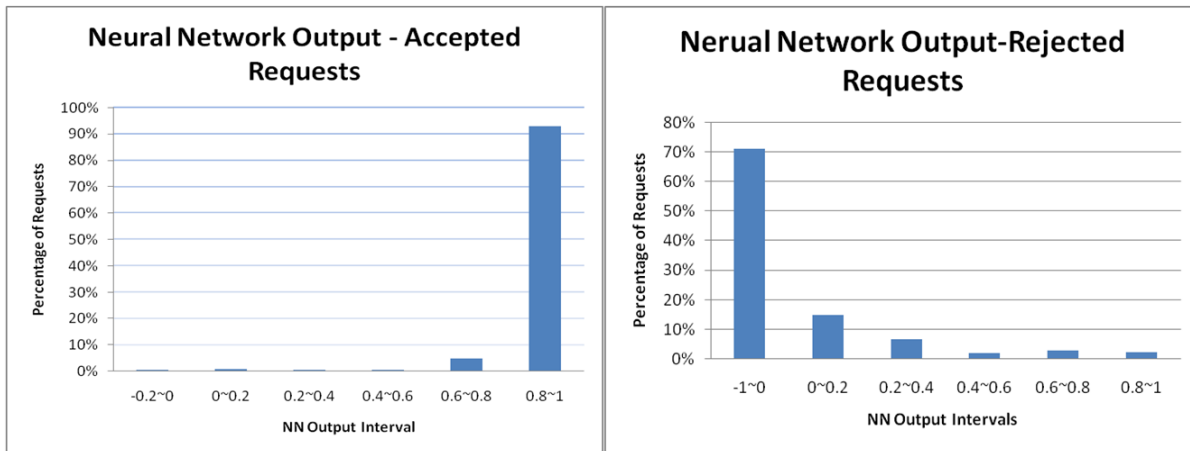 Neural Network Output - Accepted
Requests
Percentage of Requests
100%
90%
80%
70%
60%
50%
40%
30%
20%
10%
0%
-0.2~0 0~0.2 0.2~0.4 0.4~0.6 0.6~0.8 0.8~1
NN Output Interval
Nerual Network Output-Rejected
Requests
Percentage of Requests
80%
70%
60%
50%
40%
30%
20%
10%
0%
-1~0 0~0.2 0.2~0.4 0.4~0.6 0.6~0.8 0.8~1
NN Output Intervals